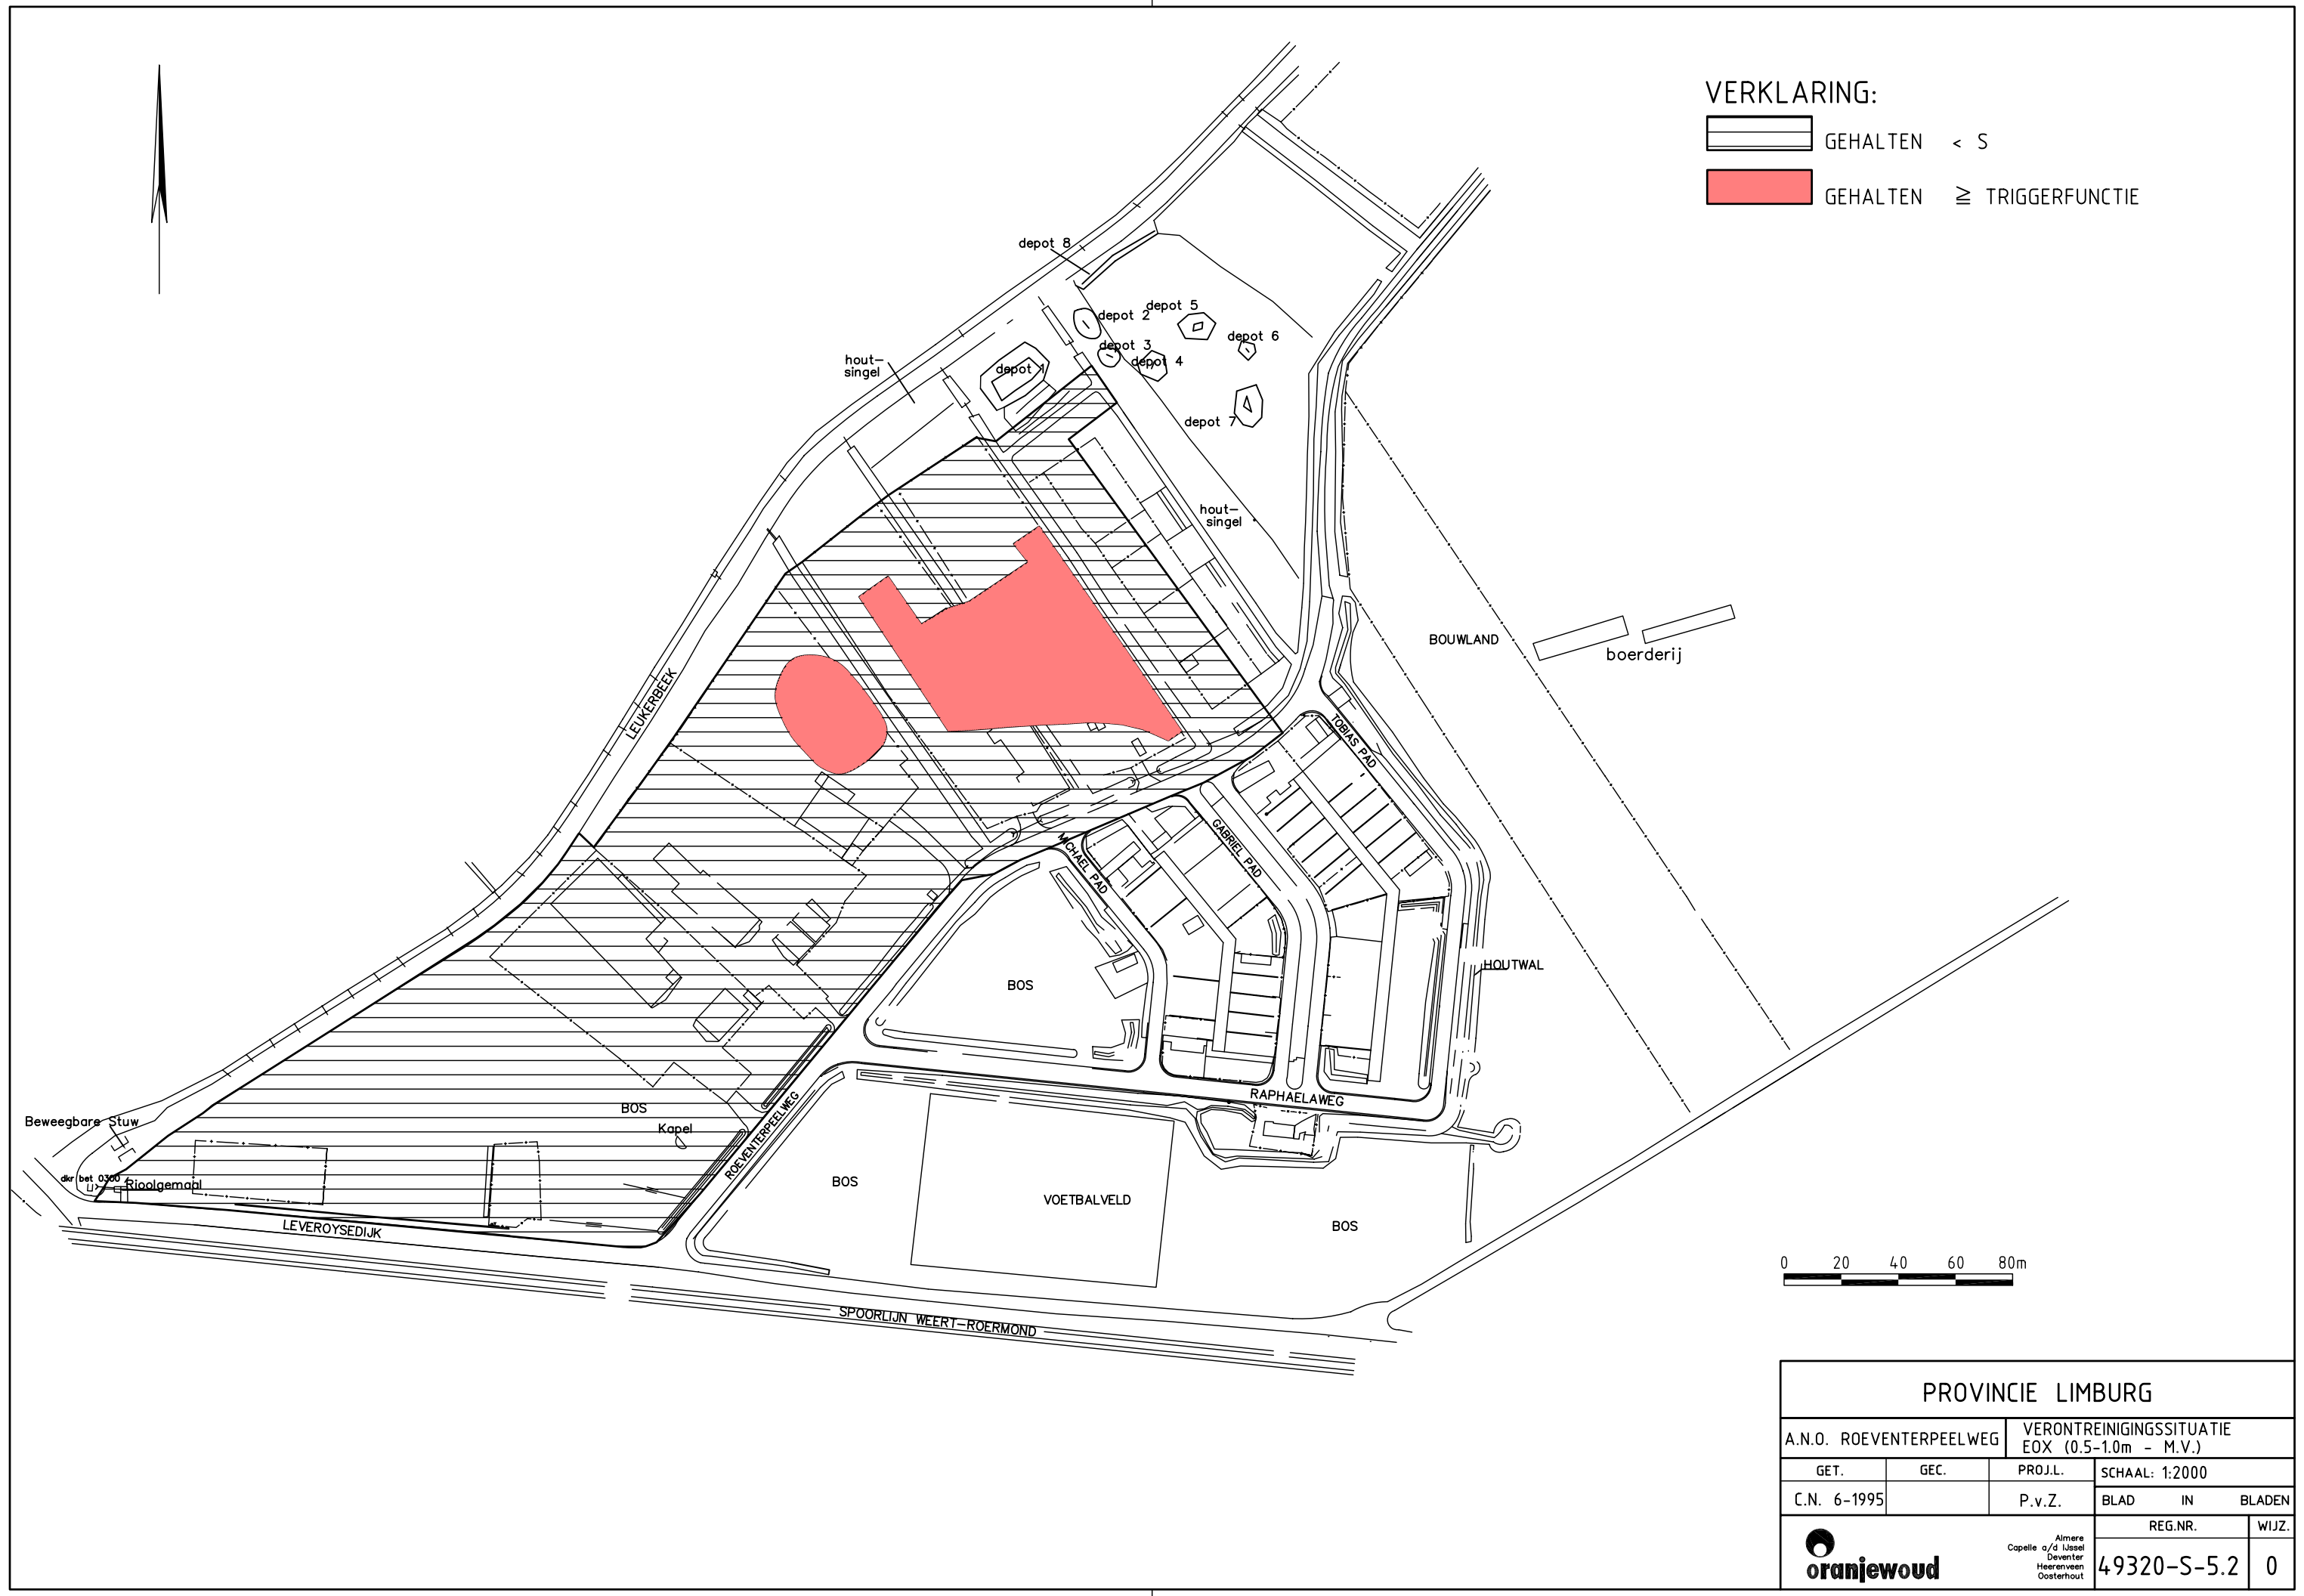 VERKLARING:
GEHALTEN < S
GEHALTEN ≧ TRIGGERFUNCTIE
depot 8
depot 5
depot 2
depot 6
depot 3
depot 4
depot 1
hout-
singel
depot 7
hout-
singel
BOUWLAND
boerderij
LEUKERBEEK
TOBIAS PAD
GABRIEL PAD
MICHAEL PAD
HOUTWAL
BOS
RAPHAELAWEG
BOS
Kapel
Beweegbare Stuw
ROEVENTERPEELWEG
dkr bet 0300
Rioolgemaal
BOS
VOETBALVELD
BOS
LEVEROYSEDIJK
SPOORLIJN WEERT-ROERMOND
0 20 40 60 80m
PROVINCIE LIMBURG
A.N.O. ROEVENTERPEELWEG
VERONTREINIGINGSSITUATIE
EOX (0.5-1.0m - M.V.)
GET. GEC. PROJ.L. SCHAAL: 1:2000
C.N. 6-1995 P.v.Z. BLAD IN BLADEN
REG.NR. WIJZ.
oranjewoud
Almere
Capelle a/d IJssel
Deventer
Heerenveen
Oosterhout
49320-S-5.2 0